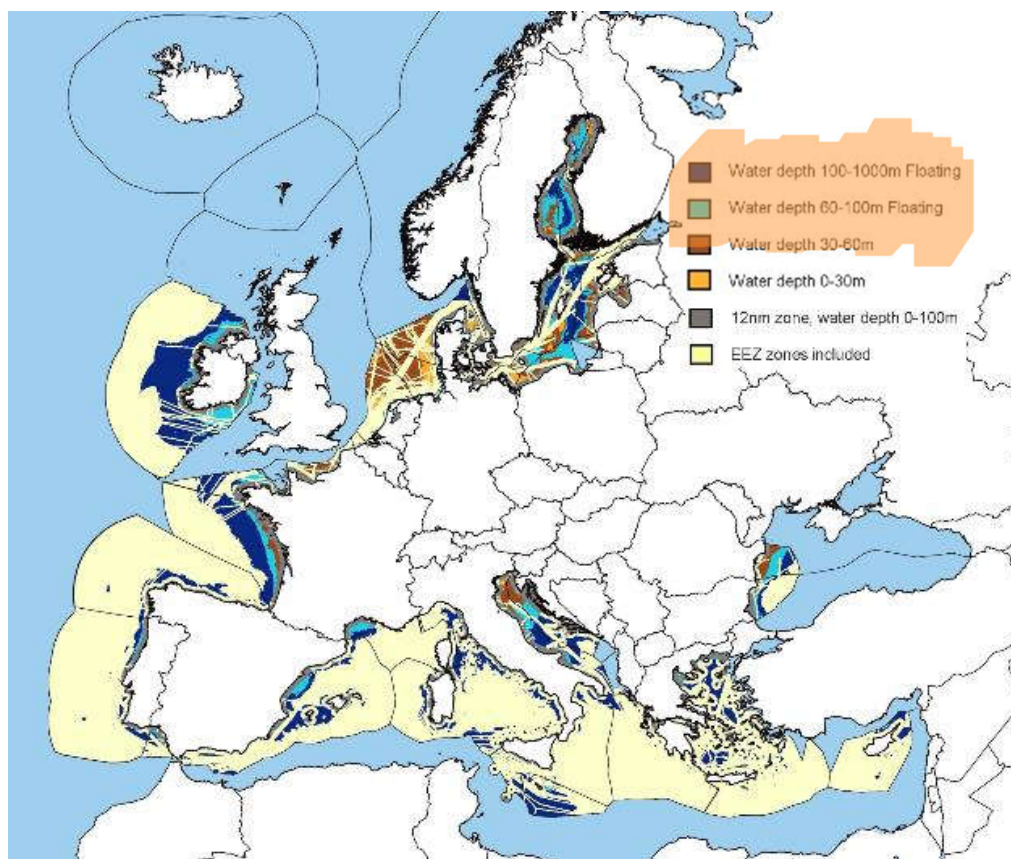 Water depth 100-1000m Floating
Water depth 60-100m Floating
Water depth 30-60m
Water depth 0-30m
12nm zone, water depth 0-100m
EEZ zones included